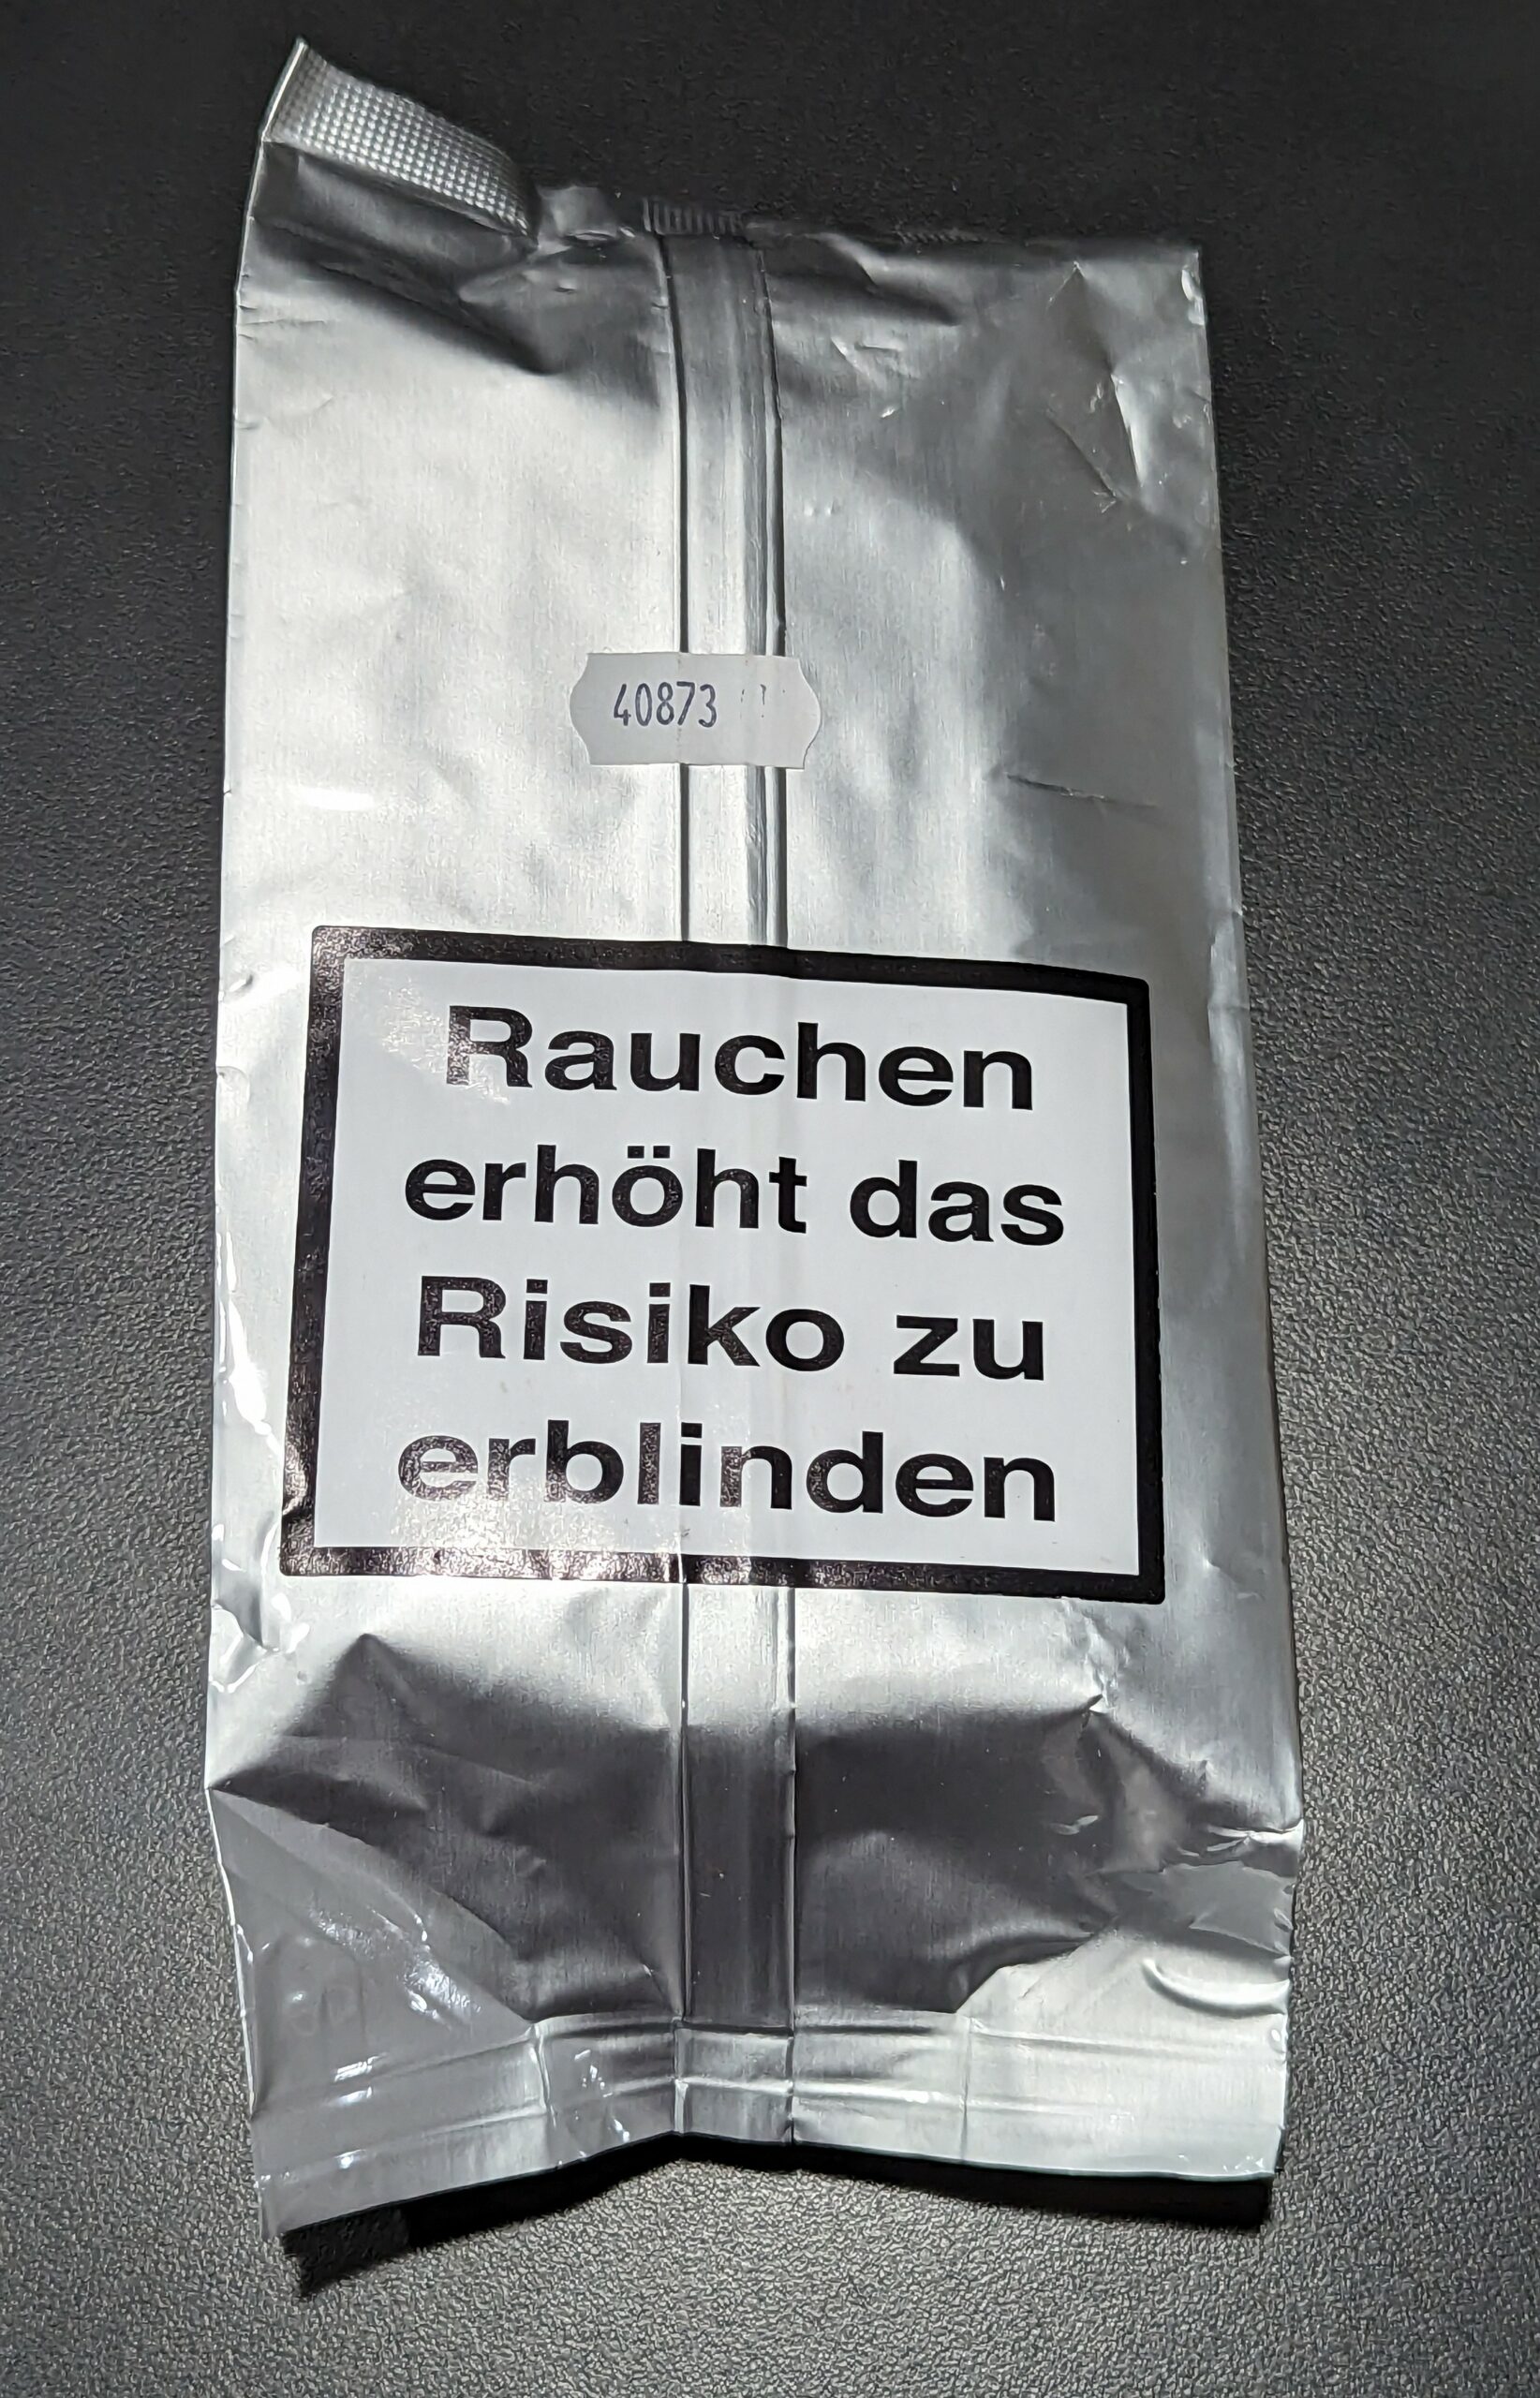 40873
Rauchen
erhöht das
Risiko zu
erblinden